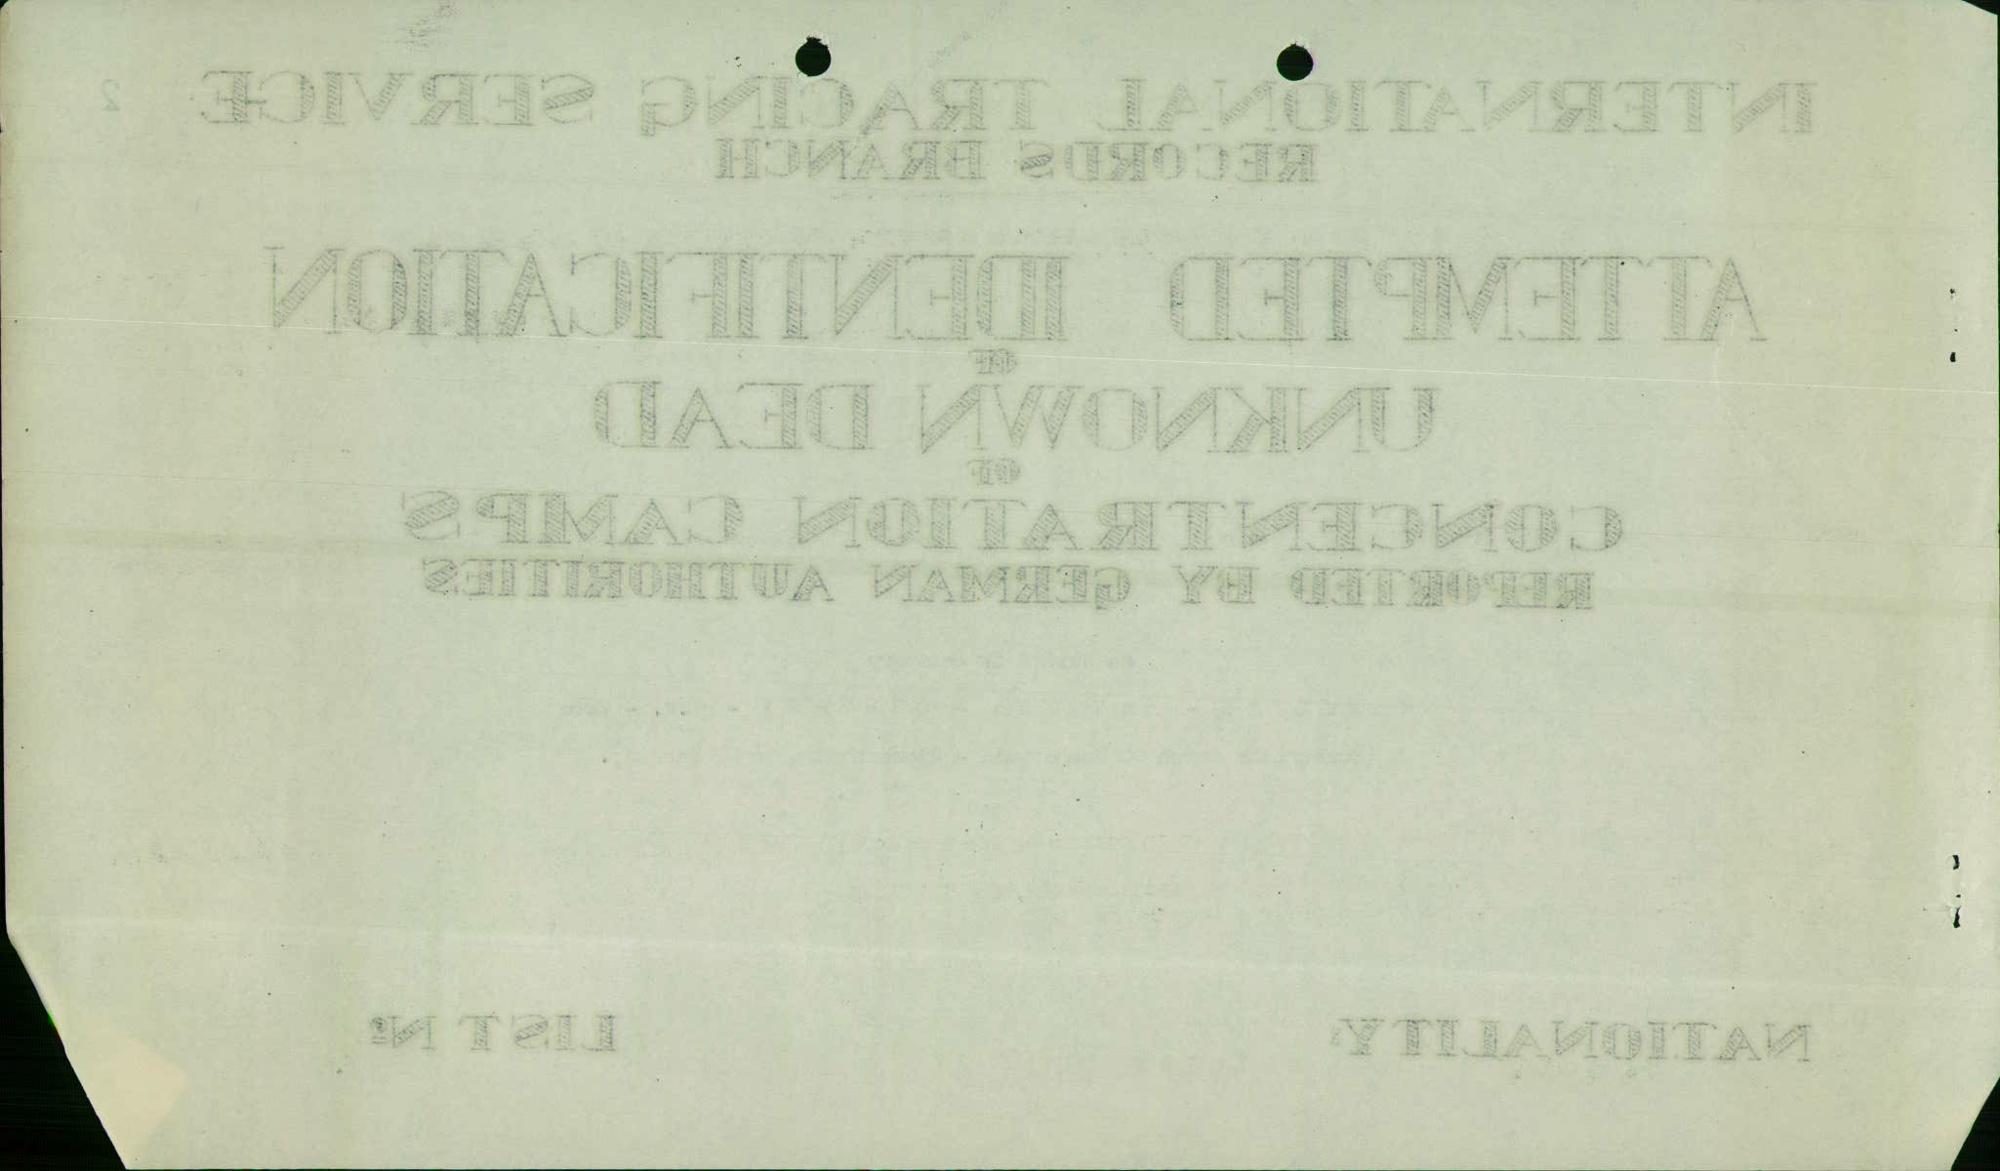 INTERNATIONAL TRACING SERVICE 2
RECORDS BRANCH
ATTEMPTED IDENTIFICATION
OF
UNKNOWN DEAD
OF
CONCENTRATION CAMPS
REPORTED BY GERMAN AUTHORITIES
NATIONALITY: LIST Nº